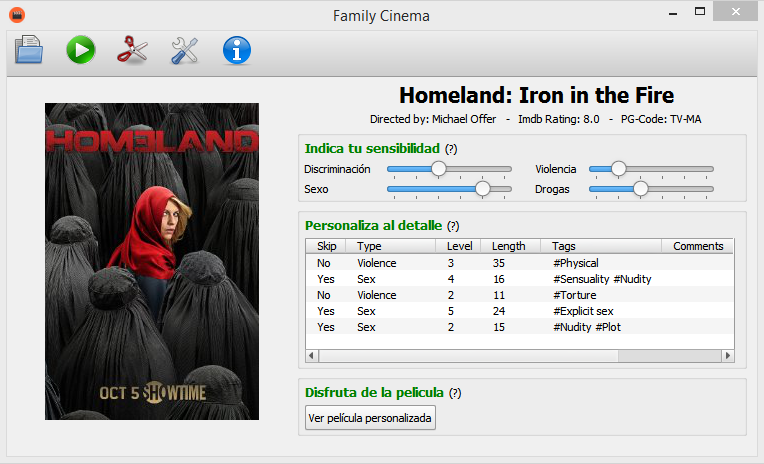 Family Cinema
Homeland: Iron in the Fire
Directed by: Michael Offer - Imdb Rating: 8.0 - PG-Code: TV-MA
HOMELAND
OCT 5 SHOWTIME
Indica tu sensibilidad (?)
Discriminación Violencia
Sexo Drogas
Personaliza al detalle (?)
Skip Type Level Length Tags Comments
No Violence 3 35 #Physical
Yes Sex 4 16 #Sensuality #Nudity
No Violence 2 11 #Torture
Yes Sex 5 24 #Explicit sex
Yes Sex 2 15 #Nudity #Plot
Disfruta de la pelicula (?)
Ver película personalizada